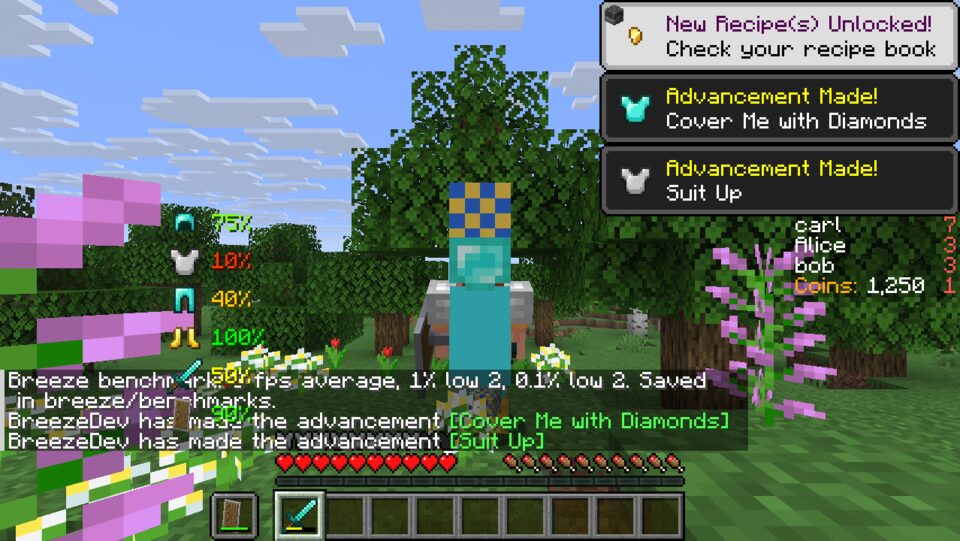 New Recipe(s) Unlocked!
Check your recipe book
Advancement Made!
Cover Me with Diamonds
Advancement Made!
Suit Up
carl 7
Alice 3
bob 3
Coins: 1,250 1
75%
10%
40%
100%
50%
90%
Breeze benchmark: fps average, 1% low 2, 0.1% low 2. Saved
in breeze/benchmarks.
BreezeDev has made the advancement [Cover Me with Diamonds]
BreezeDev has made the advancement [Suit Up]